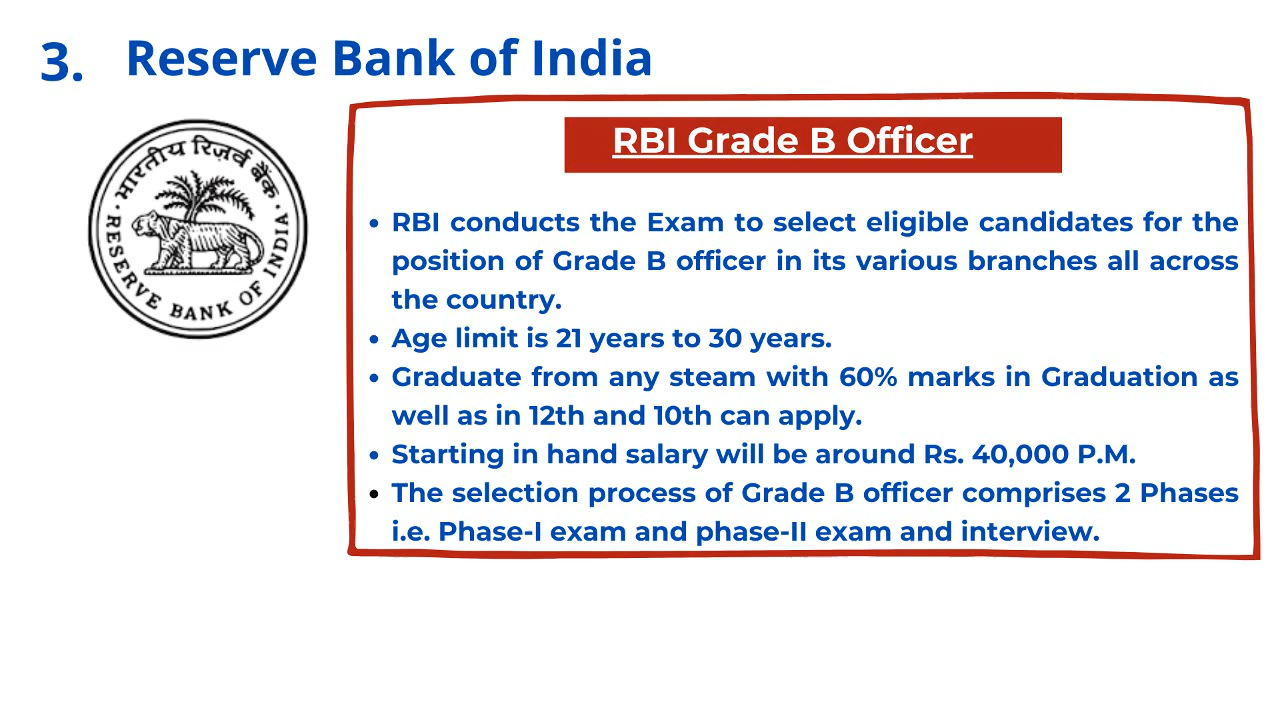 3. Reserve Bank of India
भारतीय रिज़र्व बैंक
RESERVE BANK OF INDIA
RBI Grade B Officer
• RBI conducts the Exam to select eligible candidates for the
position of Grade B officer in its various branches all across
the country.
• Age limit is 21 years to 30 years.
• Graduate from any steam with 60% marks in Graduation as
well as in 12th and 10th can apply.
• Starting in hand salary will be around Rs. 40,000 P.M.
• The selection process of Grade B officer comprises 2 Phases
i.e. Phase-I exam and phase-II exam and interview.